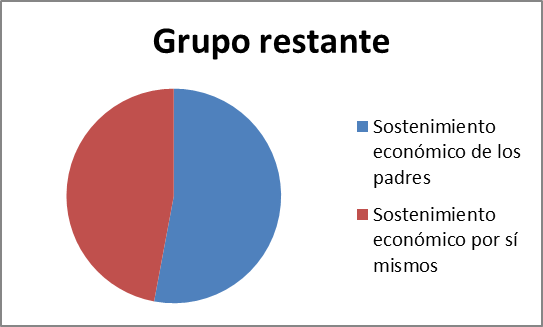 Grupo restante
Sostenimiento
económico de los
padres
Sostenimiento
económico por sí
mismos